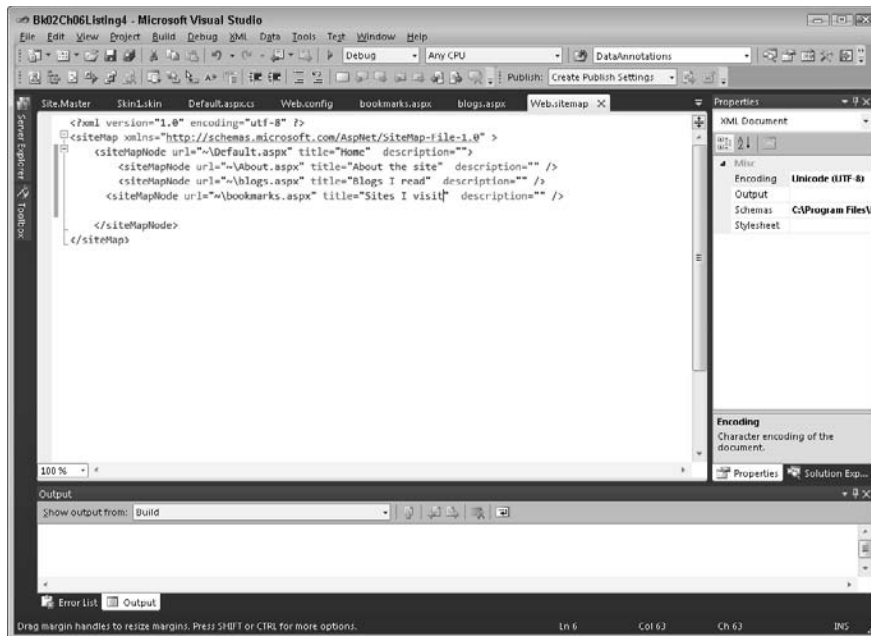 Bk02Ch06Listing4 - Microsoft Visual Studio
File Edit View Project Build Debug XML Data Tools Test Window Help
Debug Any CPU DataAnnotations
Publish: Create Publish Settings
Site.Master Skin1.skin Default.aspx.cs Web.config bookmarks.aspx blogs.aspx Web.sitemap X
<?xml version="1.0" encoding="utf-8" ?>
<siteMap xmlns="http://schemas.microsoft.com/AspNet/SiteMap-File-1.0" >
<siteMapNode url="~\Default.aspx" title="Home" description="">
<siteMapNode url="~\About.aspx" title="About the site" description="" />
<siteMapNode url="~\blogs.aspx" title="Blogs I read" description="" />
<siteMapNode url="~\bookmarks.aspx" title="Sites I visit" description="" />
</siteMapNode>
</siteMap>
100 %
Server Explorer
Toolbox
Properties
XML Document
Misc
Encoding Unicode (UTF-8)
Output
Schemas C:\Program Files\
Stylesheet
Encoding
Character encoding of the
document.
Properties Solution Exp...
Output
Show output from: Build
Error List Output
Drag margin handles to resize margins. Press SHIFT or CTRL for more options. Ln 6 Col 63 Ch 63 INS